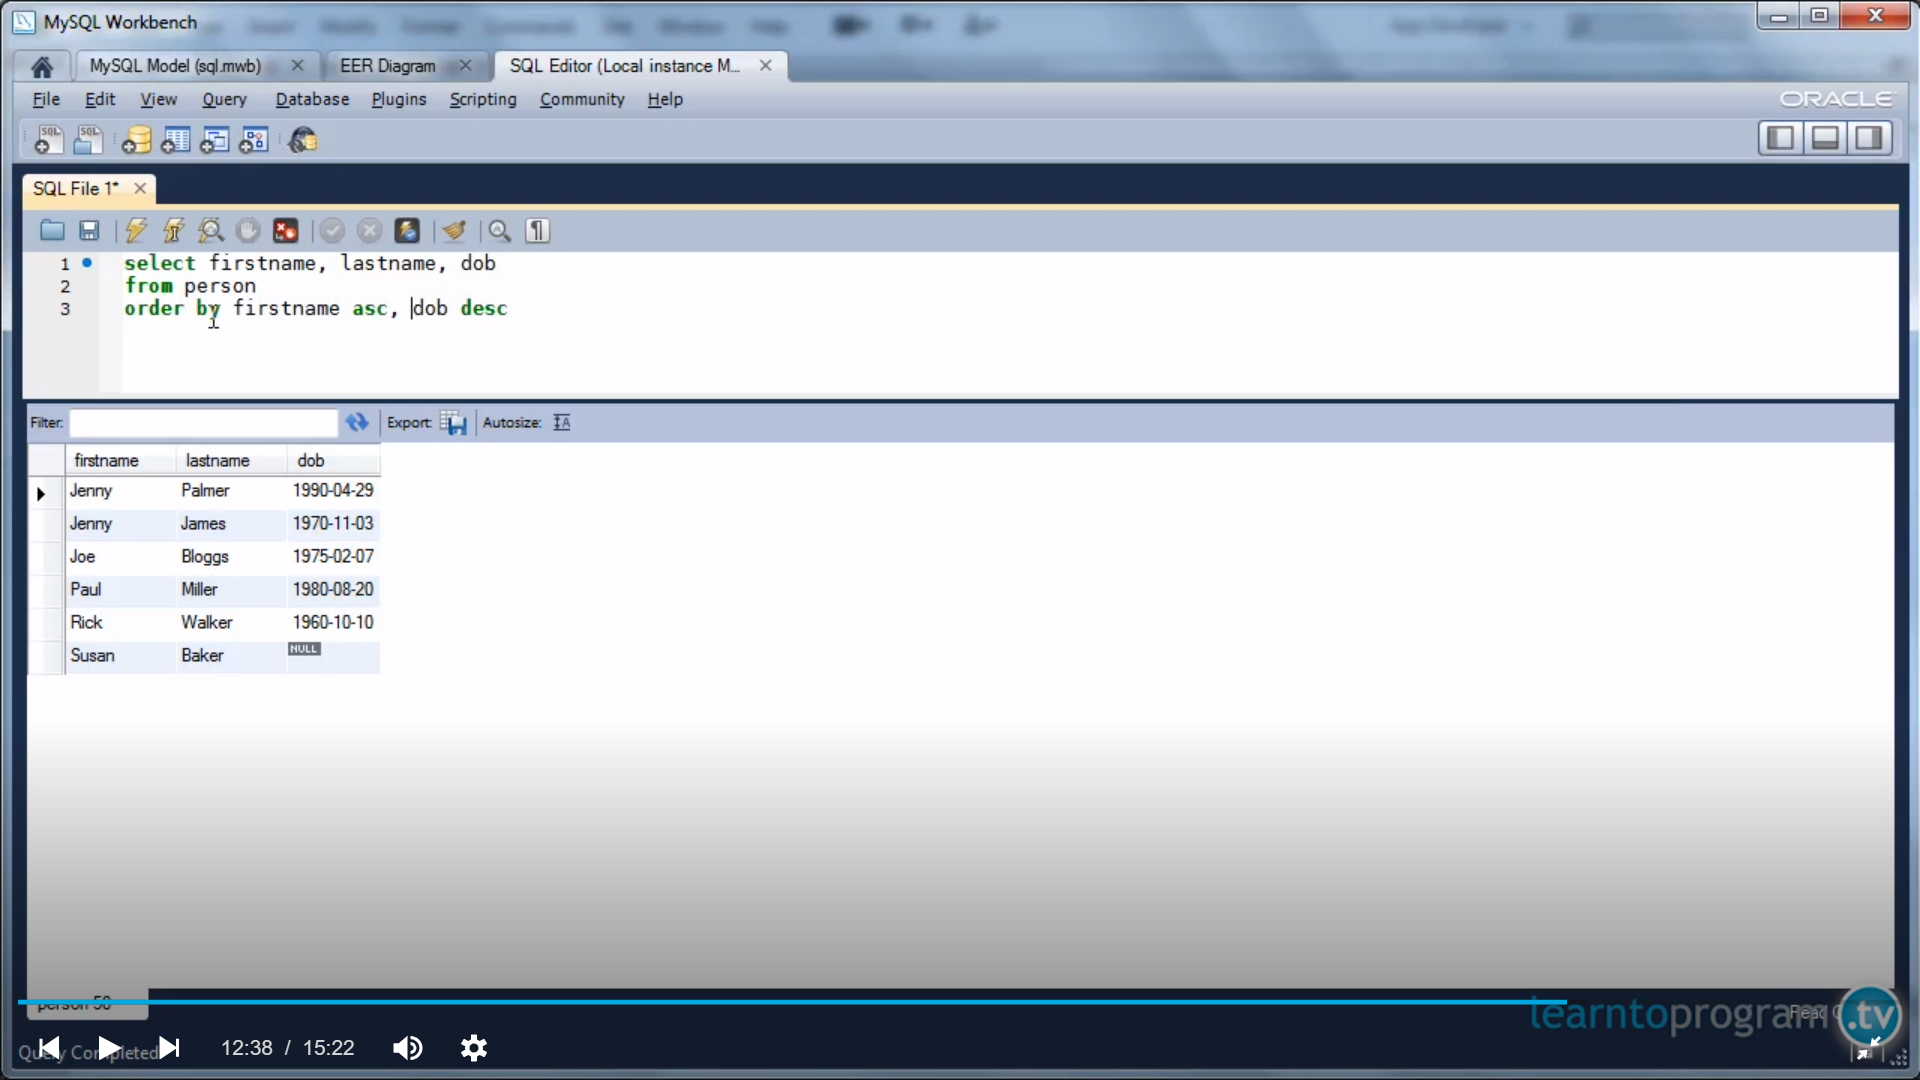 MySQL Workbench
MySQL Model (sql.mwb) EER Diagram SQL Editor (Local instance M...
File Edit View Query Database Plugins Scripting Community Help
ORACLE
SQL File 1*
1 select firstname, lastname, dob
2 from person
3 order by firstname asc, dob desc
Filter: Export: Autosize:
firstname lastname dob
Jenny Palmer 1990-04-29
Jenny James 1970-11-03
Joe Bloggs 1975-02-07
Paul Miller 1980-08-20
Rick Walker 1960-10-10
Susan Baker NULL
person 50
learntoprogram.tv
Query Completed
12:38 / 15:22